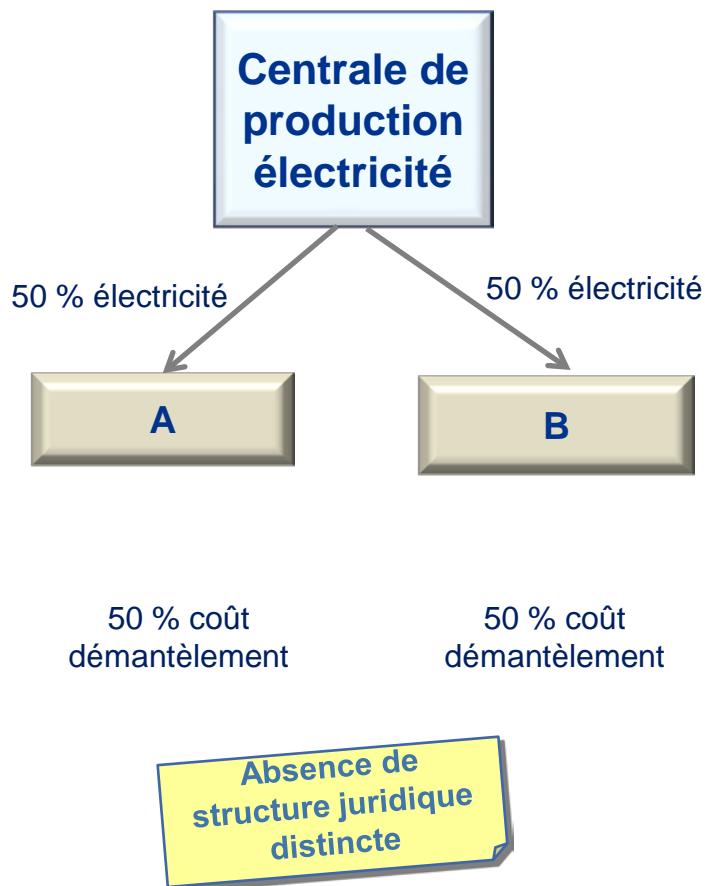 Centrale de
production
électricité
50 % électricité
50 % électricité
A
B
50 % coût
démantèlement
50 % coût
démantèlement
Absence de
structure juridique
distincte